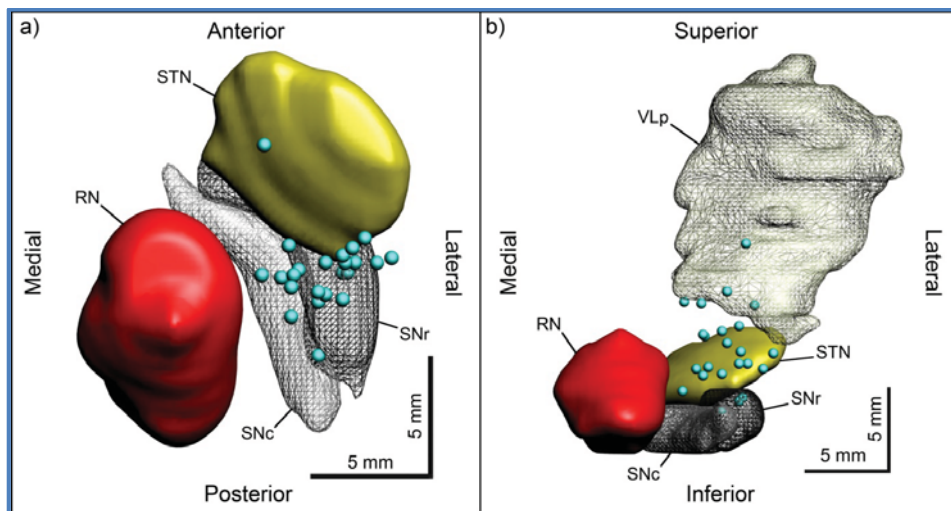 a)
Anterior
STN
RN
Medial
Lateral
SNr
SNc
5 mm
5 mm
Posterior
b)
Superior
VLp
Medial
Lateral
RN
STN
SNr
SNc
5 mm
5 mm
Inferior